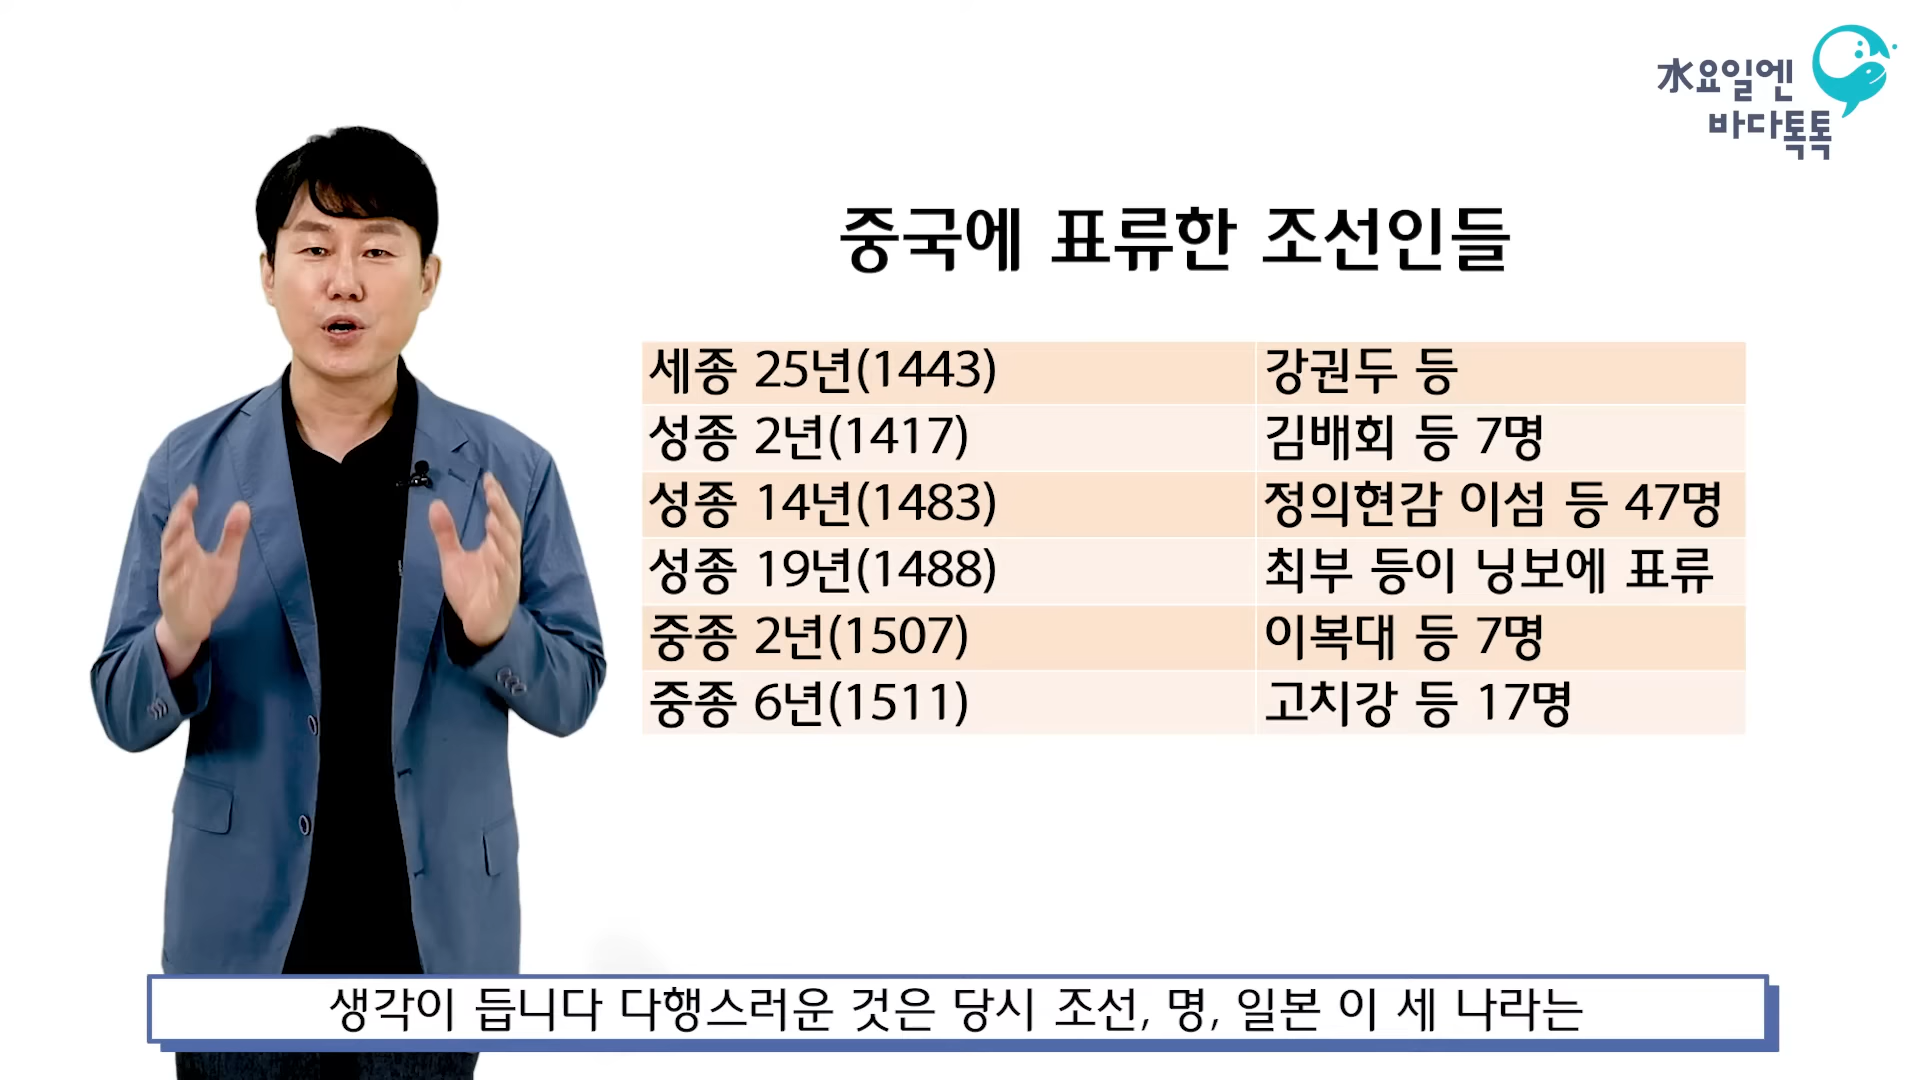 水요일엔
바다톡톡
중국에 표류한 조선인들
세종 25년(1443) 강권두 등
성종 2년(1417) 김배회 등 7명
성종 14년(1483) 정의현감 이섬 등 47명
성종 19년(1488) 최부 등이 닝보에 표류
중종 2년(1507) 이복대 등 7명
중종 6년(1511) 고치강 등 17명
생각이 듭니다 다행스러운 것은 당시 조선, 명, 일본 이 세 나라는